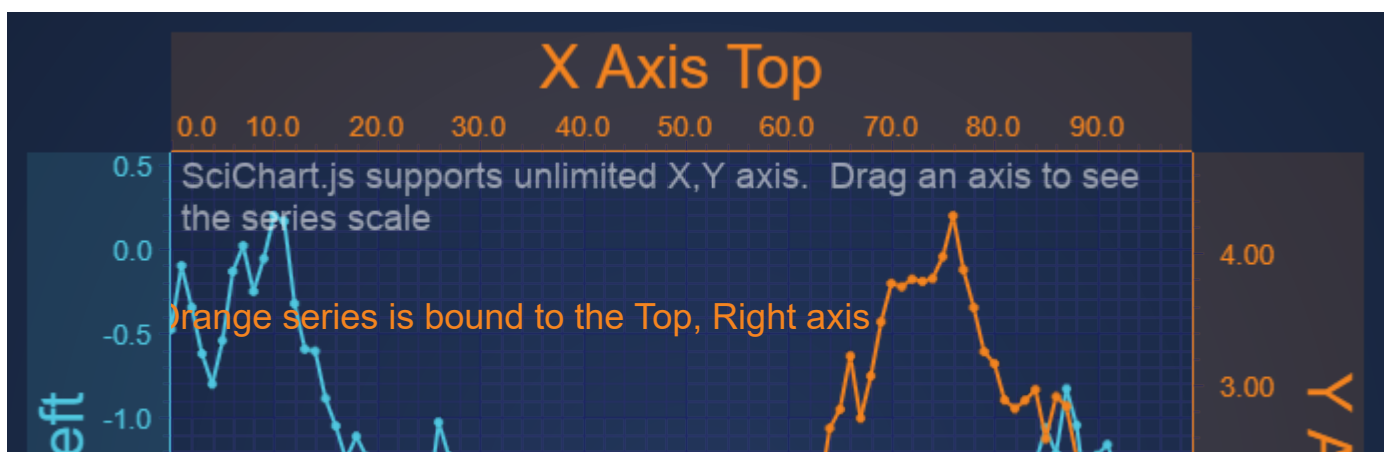 X Axis Top
0.0 10.0 20.0 30.0 40.0 50.0 60.0 70.0 80.0 90.0
0.5
SciChart.js supports unlimited X,Y axis. Drag an axis to see
the series scale
0.0
4.00
Orange series is bound to the Top, Right axis
-0.5
3.00
-1.0
eft
Y A